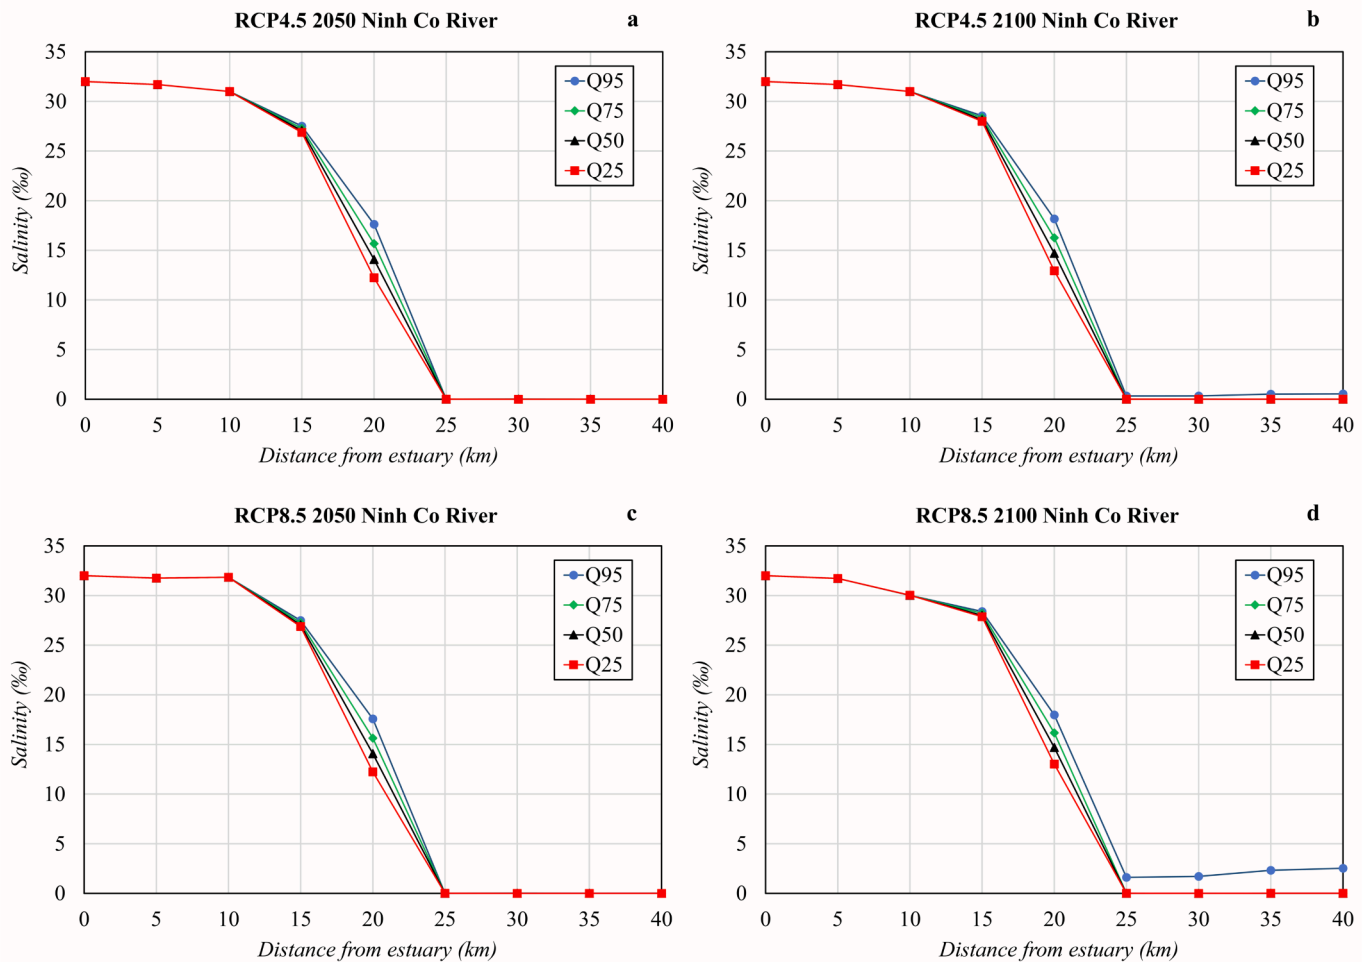 RCP4.5 2050 Ninh Co River
a
35
30
25
20
15
10
5
0
Salinity (‰)
Q95
Q75
Q50
Q25
0 5 10 15 20 25 30 35 40
Distance from estuary (km)
RCP4.5 2100 Ninh Co River
b
35
30
25
20
15
10
5
0
Salinity (‰)
Q95
Q75
Q50
Q25
0 5 10 15 20 25 30 35 40
Distance from estuary (km)
RCP8.5 2050 Ninh Co River
c
35
30
25
20
15
10
5
0
Salinity (‰)
Q95
Q75
Q50
Q25
0 5 10 15 20 25 30 35 40
Distance from estuary (km)
RCP8.5 2100 Ninh Co River
d
35
30
25
20
15
10
5
0
Salinity (‰)
Q95
Q75
Q50
Q25
0 5 10 15 20 25 30 35 40
Distance from estuary (km)